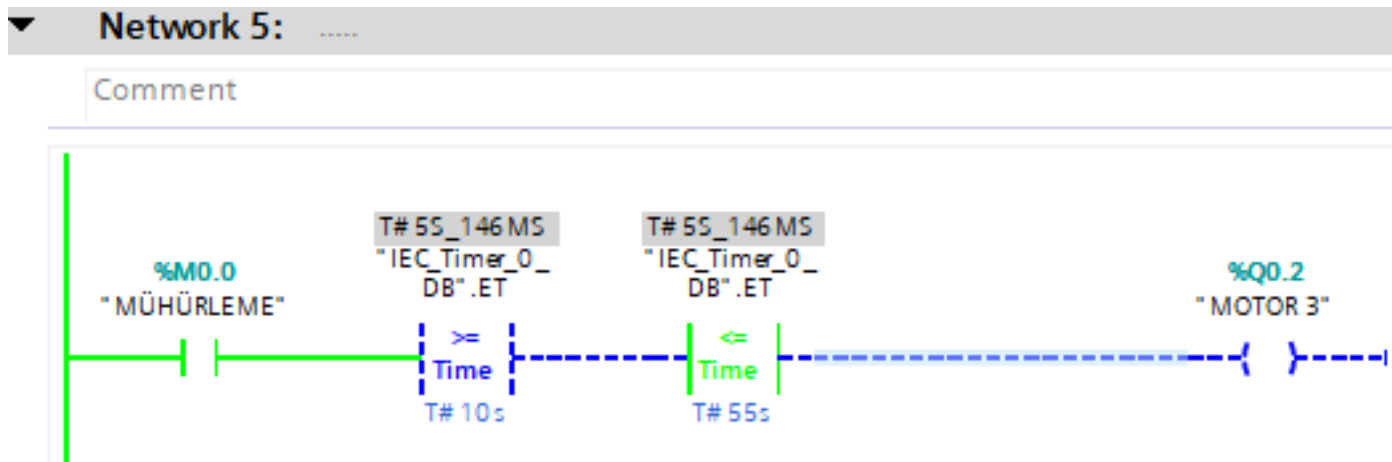 Network 5: .....
Comment
T# 5S_146 MS
"IEC_Timer_0_
DB".ET
T# 5S_146 MS
"IEC_Timer_0_
DB".ET
%M0.0
"MÜHÜRLEME"
%Q0.2
"MOTOR 3"
>=
Time
<=
Time
T# 10s
T# 55s